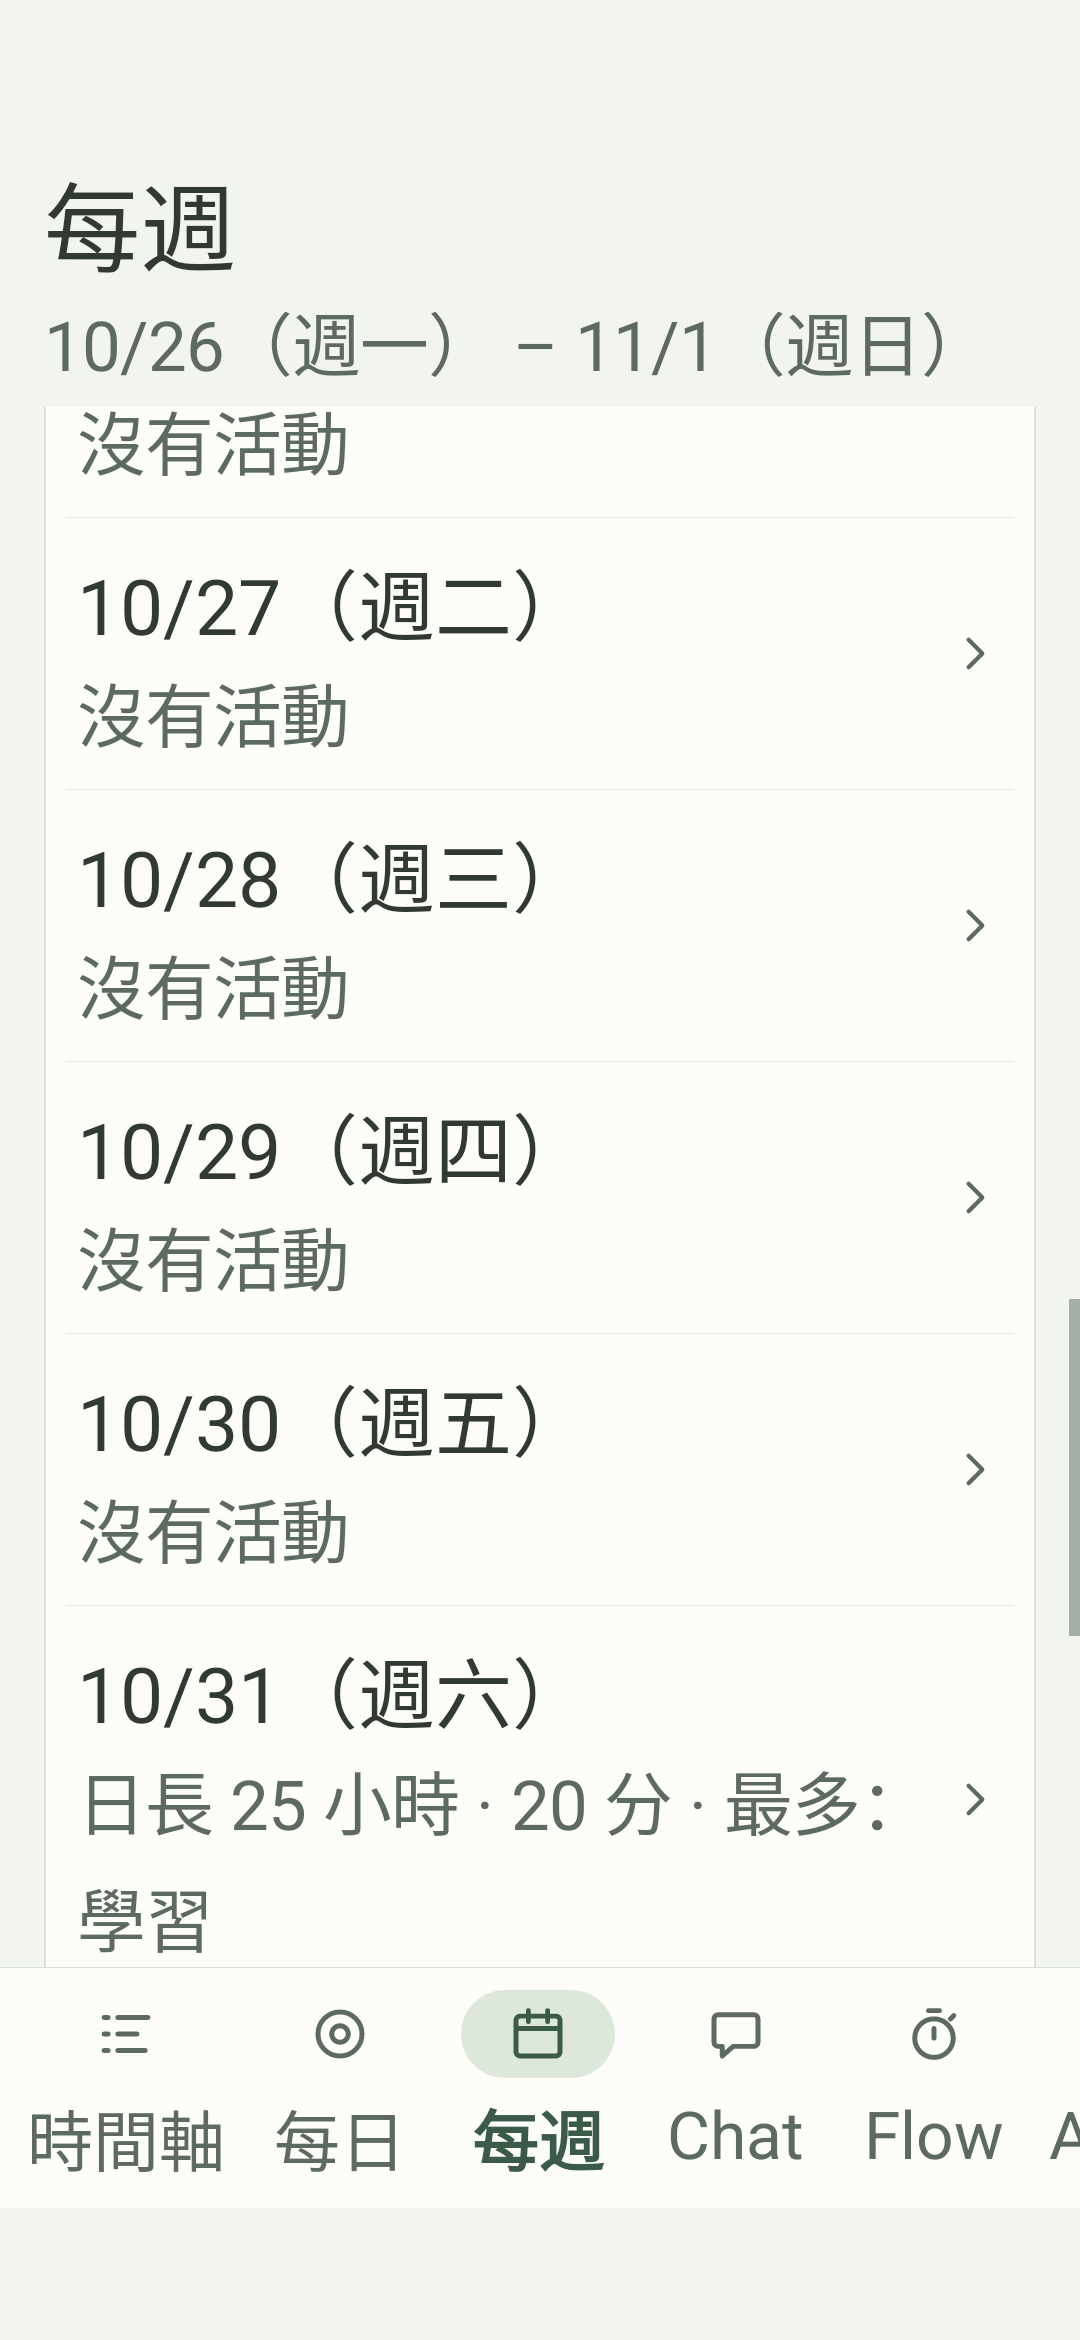 每週
10/26（週一） – 11/1（週日）
沒有活動
10/27（週二）
沒有活動
10/28（週三）
沒有活動
10/29（週四）
沒有活動
10/30（週五）
沒有活動
10/31（週六）
日長 25 小時 · 20 分 · 最多：
學習
時間軸 每日 每週 Chat Flow